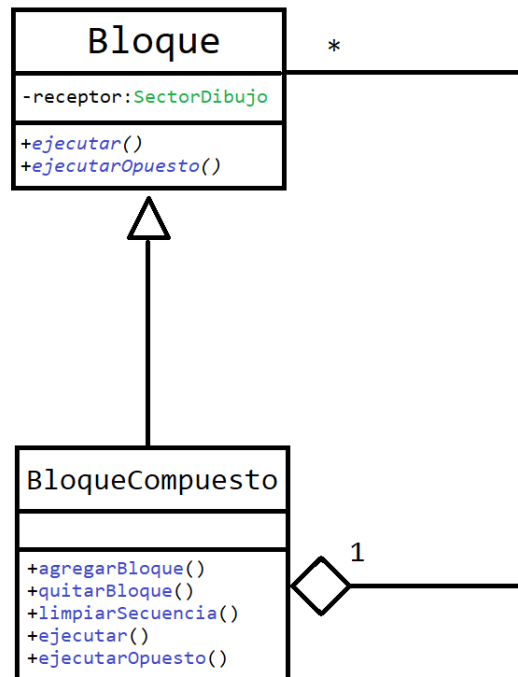 Bloque
*
-receptor:SectorDibujo
+ejecutar()
+ejecutarOpuesto()
BloqueCompuesto
1
+agregarBloque()
+quitarBloque()
+limpiarSecuencia()
+ejecutar()
+ejecutarOpuesto()